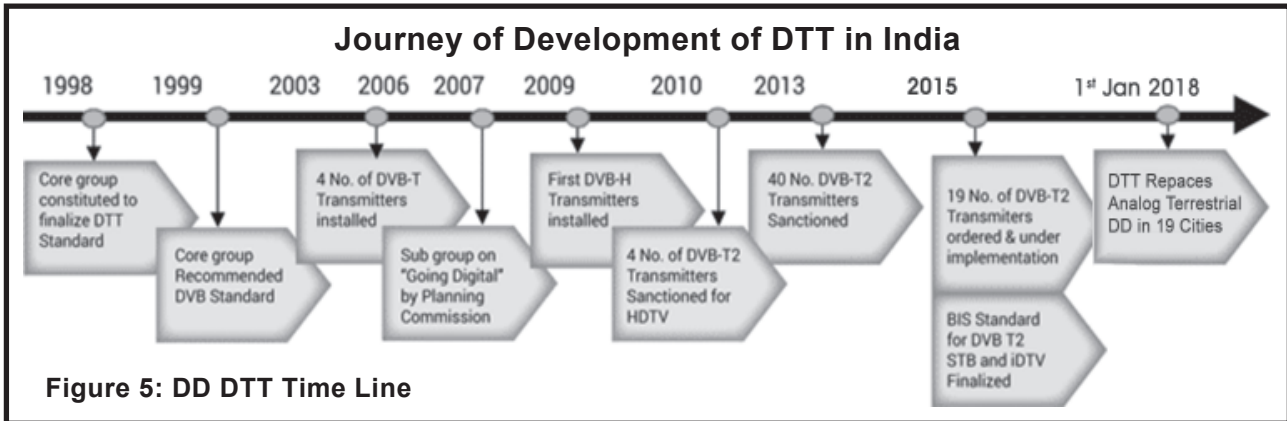 Journey of Development of DTT in India
1998
1999
2003
2006
2007
2009
2010
2013
2015
1st Jan 2018
Core group
constituted to
finalize DTT
Standard
Core group
Recommended
DVB Standard
4 No. of DVB-T
Transmitters
installed
Sub group on
"Going Digital"
by Planning
Commission
First DVB-H
Transmitters
installed
4 No. of DVB-T2
Transmitters
Sanctioned for
HDTV
40 No. DVB-T2
Transmitters
Sanctioned
19 No. of DVB-T2
Transmiters
ordered & under
implementation
BIS Standard
for DVB T2
STB and iDTV
Finalized
DTT Repaces
Analog Terrestrial
DD in 19 Cities
Figure 5: DD DTT Time Line